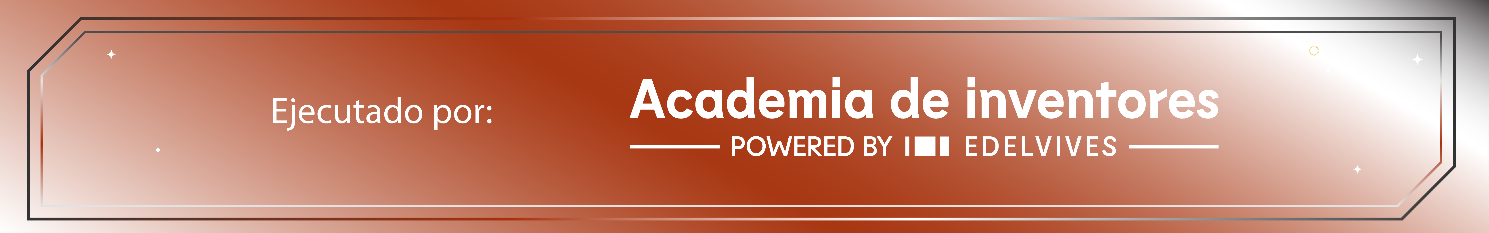 Ejecutado por:
Academia de inventores
POWERED BY EDELVIVES